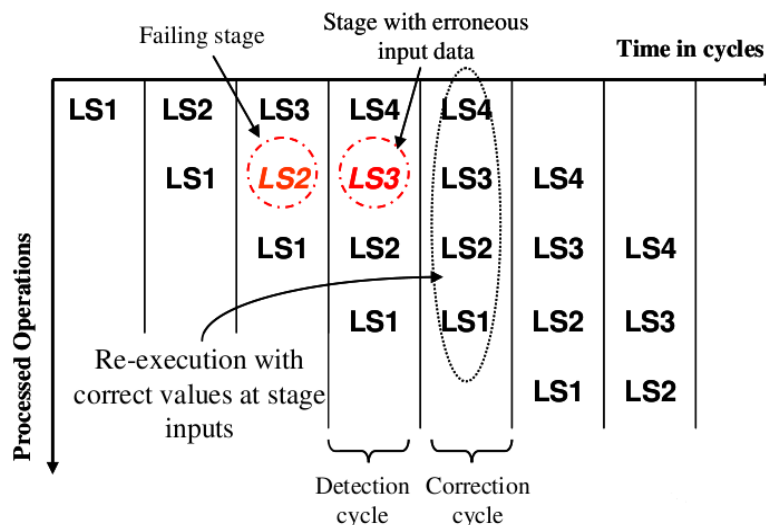 Failing stage
Stage with erroneous
input data
Time in cycles
LS1 LS2 LS3 LS4 LS4
LS1 LS2 LS3 LS3 LS4
LS1 LS2 LS2 LS3 LS4
LS1 LS1 LS2 LS3
LS1 LS2
Re-execution with
correct values at stage
inputs
Processed Operations
Detection
cycle
Correction
cycle